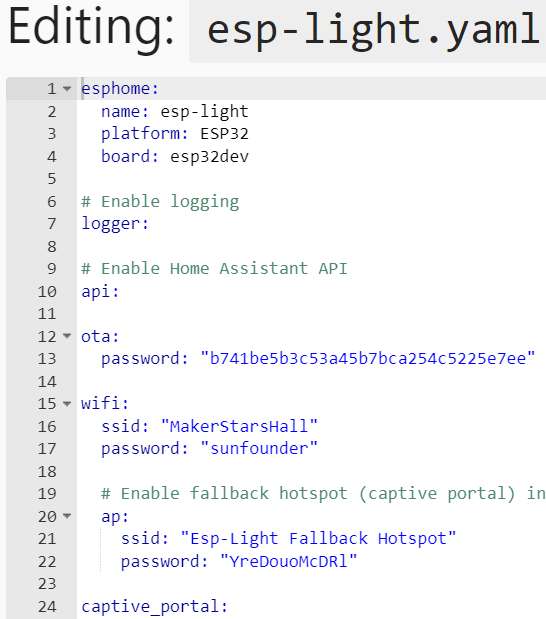 Editing: esp-light.yaml
1 esphome:
2 name: esp-light
3 platform: ESP32
4 board: esp32dev
5
6 # Enable logging
7 logger:
8
9 # Enable Home Assistant API
10 api:
11
12 ota:
13 password: "b741be5b3c53a45b7bca254c5225e7ee"
14
15 wifi:
16 ssid: "MakerStarsHall"
17 password: "sunfounder"
18
19 # Enable fallback hotspot (captive portal) in
20 ap:
21 ssid: "Esp-Light Fallback Hotspot"
22 password: "YreDouoMcDRl"
23
24 captive_portal: